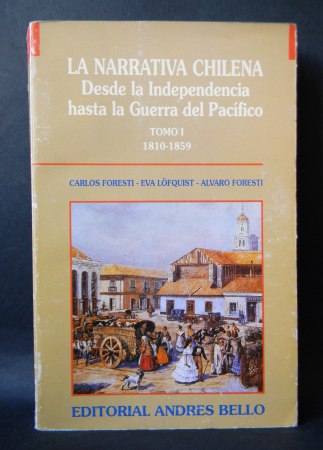 LA NARRATIVA CHILENA
Desde la Independencia
hasta la Guerra del Pacífico
TOMO I
1810-1859
CARLOS FORESTI - EVA LÖFQUIST - ALVARO FORESTI
EDITORIAL ANDRES BELLO